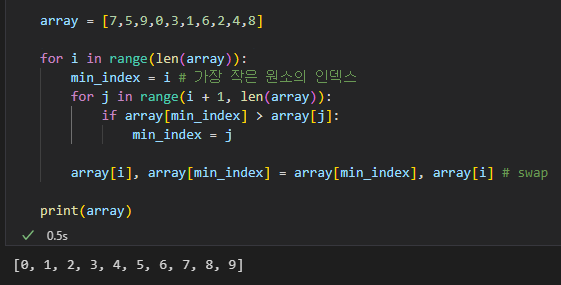 array = [7,5,9,0,3,1,6,2,4,8]
for i in range(len(array)):
    min_index = i # 가장 작은 원소의 인덱스
    for j in range(i + 1, len(array)):
        if array[min_index] > array[j]:
            min_index = j
    array[i], array[min_index] = array[min_index], array[i] # swap
print(array)
0.5s
[0, 1, 2, 3, 4, 5, 6, 7, 8, 9]